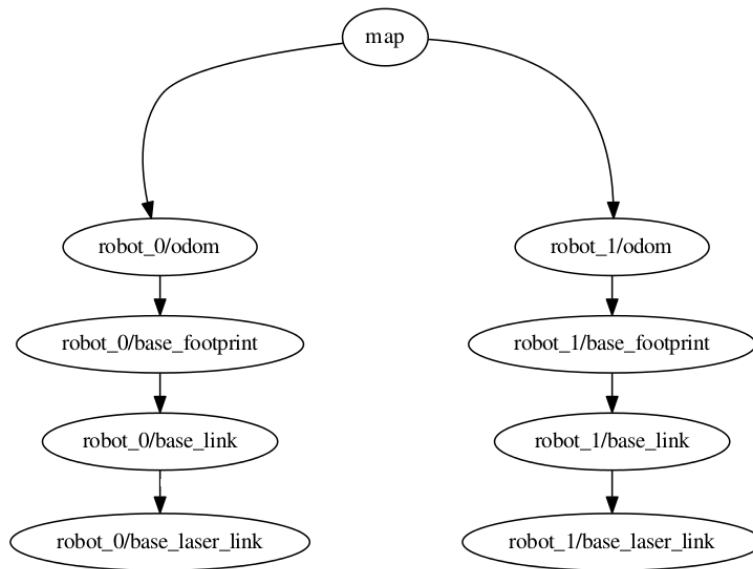 map
robot_0/odom
robot_1/odom
robot_0/base_footprint
robot_1/base_footprint
robot_0/base_link
robot_1/base_link
robot_0/base_laser_link
robot_1/base_laser_link